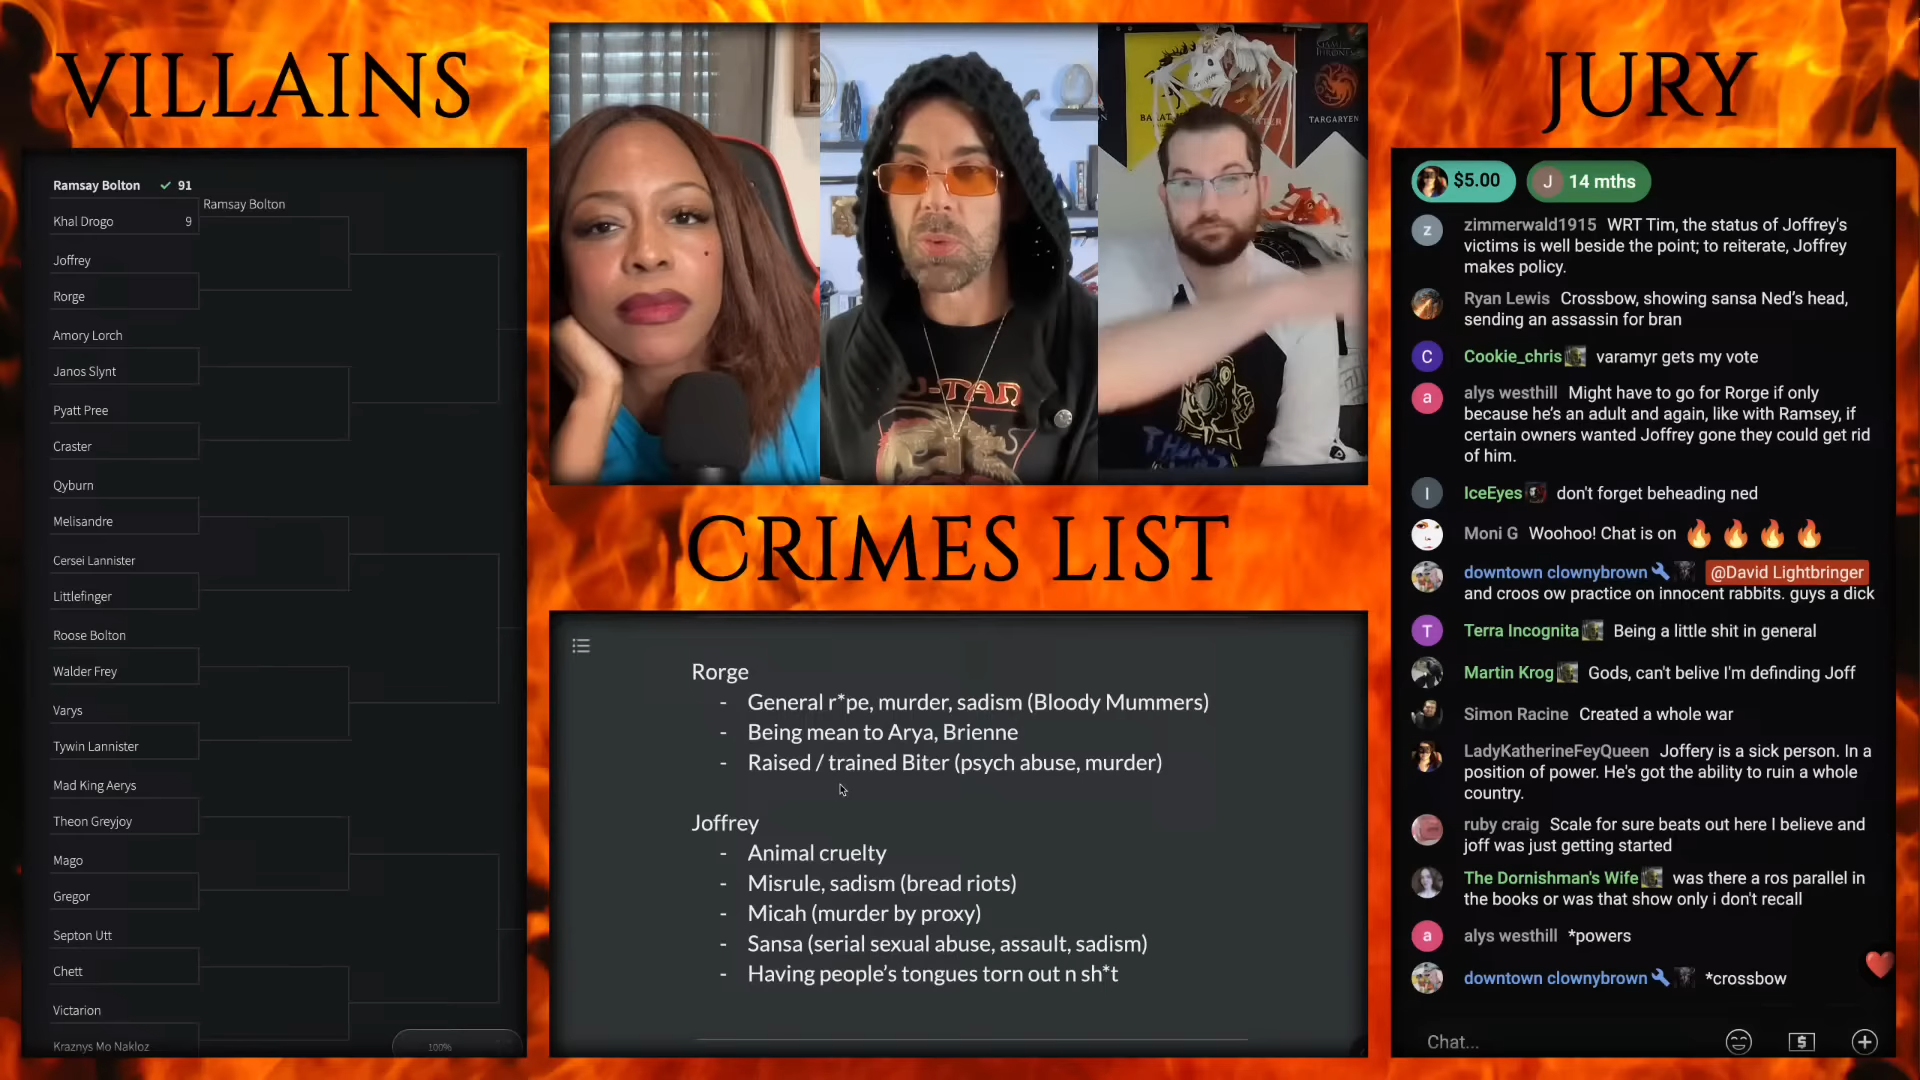 VILLAINS
Ramsay Bolton ✓ 91
Khal Drogo 9
Ramsay Bolton
Joffrey
Rorge
Amory Lorch
Janos Slynt
Pyatt Pree
Craster
Qyburn
Melisandre
Cersei Lannister
Littlefinger
Roose Bolton
Walder Frey
Varys
Tywin Lannister
Mad King Aerys
Theon Greyjoy
Mago
Gregor
Septon Utt
Chett
Victarion
Kraznys Mo Nakloz
100%
TARGARYEN
CRIMES LIST
Rorge
- General r*pe, murder, sadism (Bloody Mummers)
- Being mean to Arya, Brienne
- Raised / trained Biter (psych abuse, murder)
Joffrey
- Animal cruelty
- Misrule, sadism (bread riots)
- Micah (murder by proxy)
- Sansa (serial sexual abuse, assault, sadism)
- Having people's tongues torn out n sh*t
JURY
$5.00
J 14 mths
z zimmerwald1915 WRT Tim, the status of Joffrey's
victims is well beside the point; to reiterate, Joffrey
makes policy.
Ryan Lewis Crossbow, showing sansa Ned's head,
sending an assassin for bran
C Cookie_chris varamyr gets my vote
a alys westhill Might have to go for Rorge if only
because he's an adult and again, like with Ramsey, if
certain owners wanted Joffrey gone they could get rid
of him.
I IceEyes don't forget beheading ned
Moni G Woohoo! Chat is on 🔥 🔥 🔥 🔥
downtown clownybrown @David Lightbringer
and croos ow practice on innocent rabbits. guys a dick
T Terra Incognita Being a little shit in general
Martin Krog Gods, can't belive I'm definding Joff
Simon Racine Created a whole war
LadyKatherineFeyQueen Joffery is a sick person. In a
position of power. He's got the ability to ruin a whole
country.
ruby craig Scale for sure beats out here I believe and
joff was just getting started
The Dornishman's Wife was there a ros parallel in
the books or was that show only i don't recall
a alys westhill *powers
downtown clownybrown *crossbow
Chat...